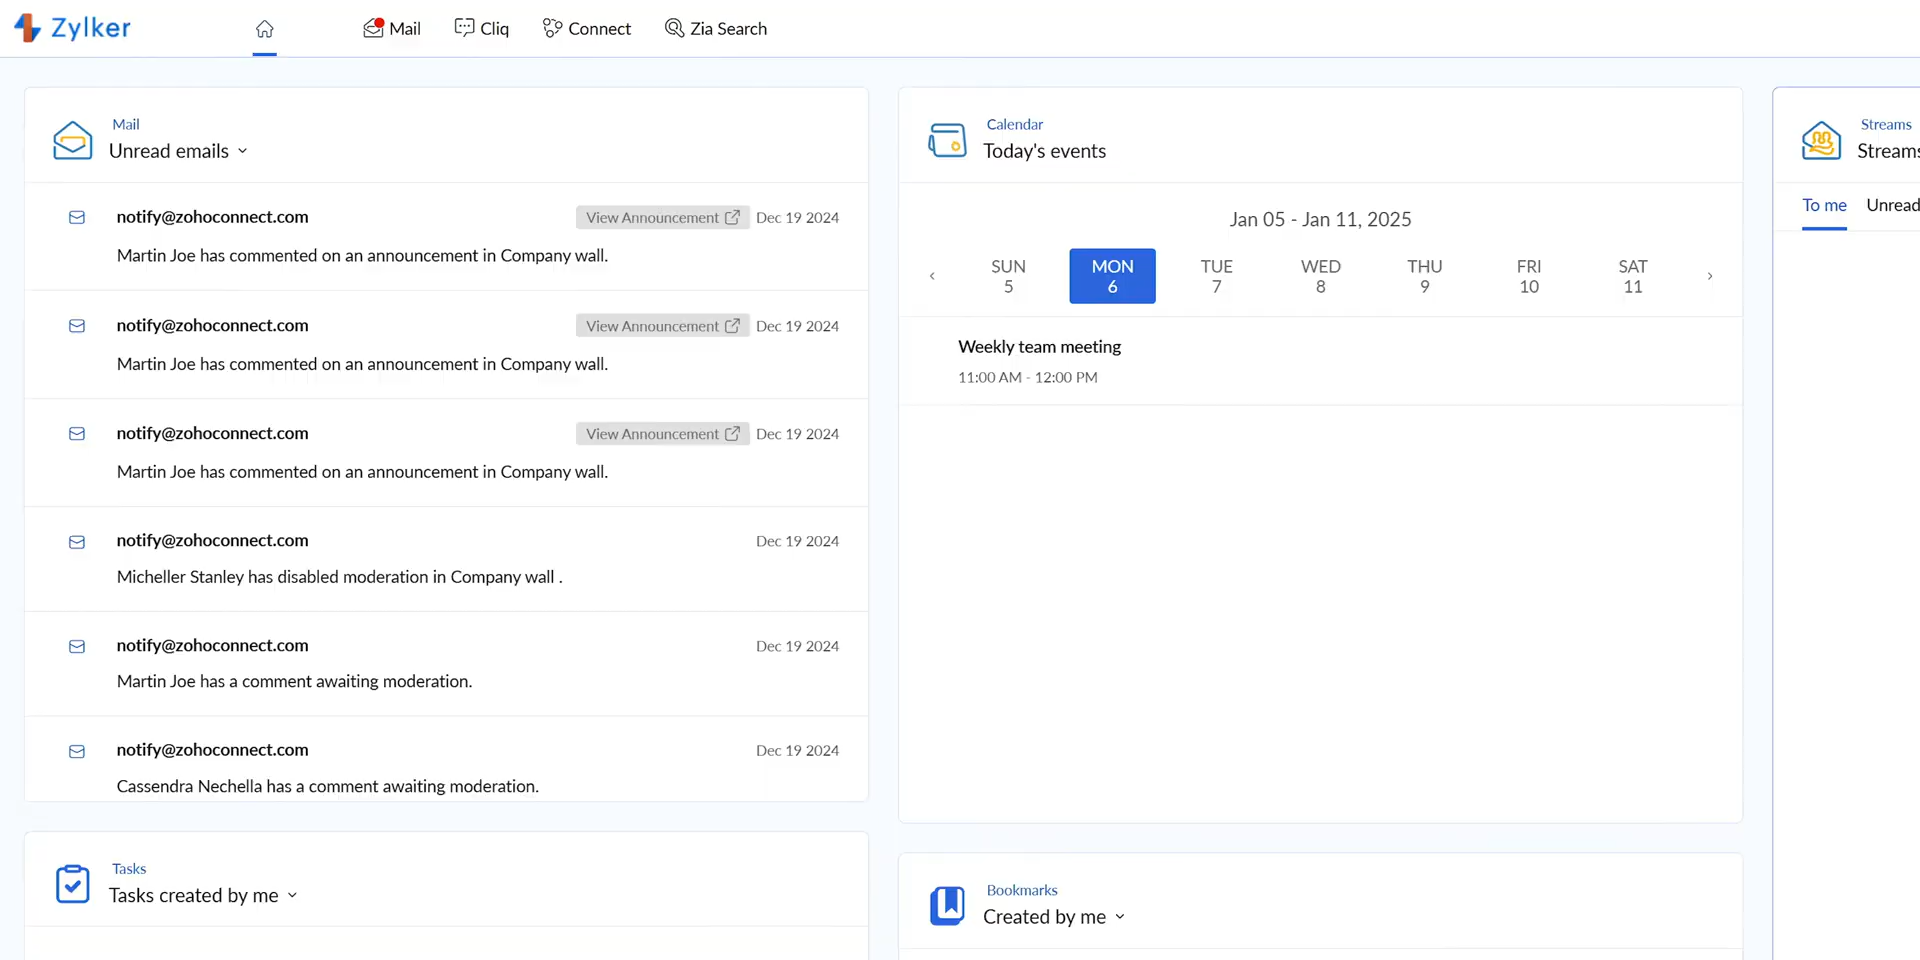 Zylker
Mail
Cliq
Connect
Zia Search
Mail
Unread emails
notify@zohoconnect.com
View Announcement
Dec 19 2024
Martin Joe has commented on an announcement in Company wall.
notify@zohoconnect.com
View Announcement
Dec 19 2024
Martin Joe has commented on an announcement in Company wall.
notify@zohoconnect.com
View Announcement
Dec 19 2024
Martin Joe has commented on an announcement in Company wall.
notify@zohoconnect.com
Dec 19 2024
Micheller Stanley has disabled moderation in Company wall .
notify@zohoconnect.com
Dec 19 2024
Martin Joe has a comment awaiting moderation.
notify@zohoconnect.com
Dec 19 2024
Cassendra Nechella has a comment awaiting moderation.
Tasks
Tasks created by me
Calendar
Today's events
Jan 05 - Jan 11, 2025
SUN
5
MON
6
TUE
7
WED
8
THU
9
FRI
10
SAT
11
Weekly team meeting
11:00 AM - 12:00 PM
Bookmarks
Created by me
Streams
Streams
To me
Unread